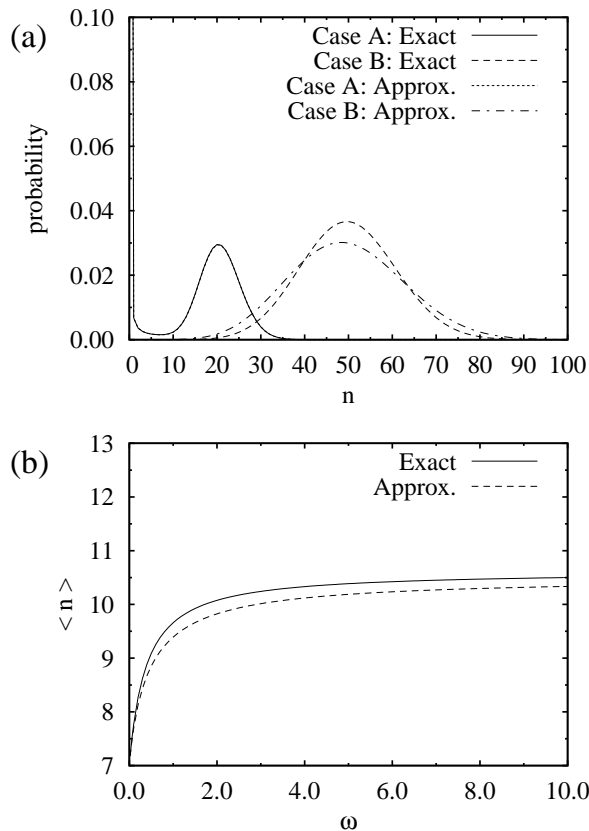 (a)
Case A: Exact
Case B: Exact
Case A: Approx.
Case B: Approx.
probability
0.10
0.08
0.06
0.04
0.02
0.00
0 10 20 30 40 50 60 70 80 90 100
n
(b)
Exact
Approx.
< n >
13
12
11
10
9
8
7
0.0 2.0 4.0 6.0 8.0 10.0
ω